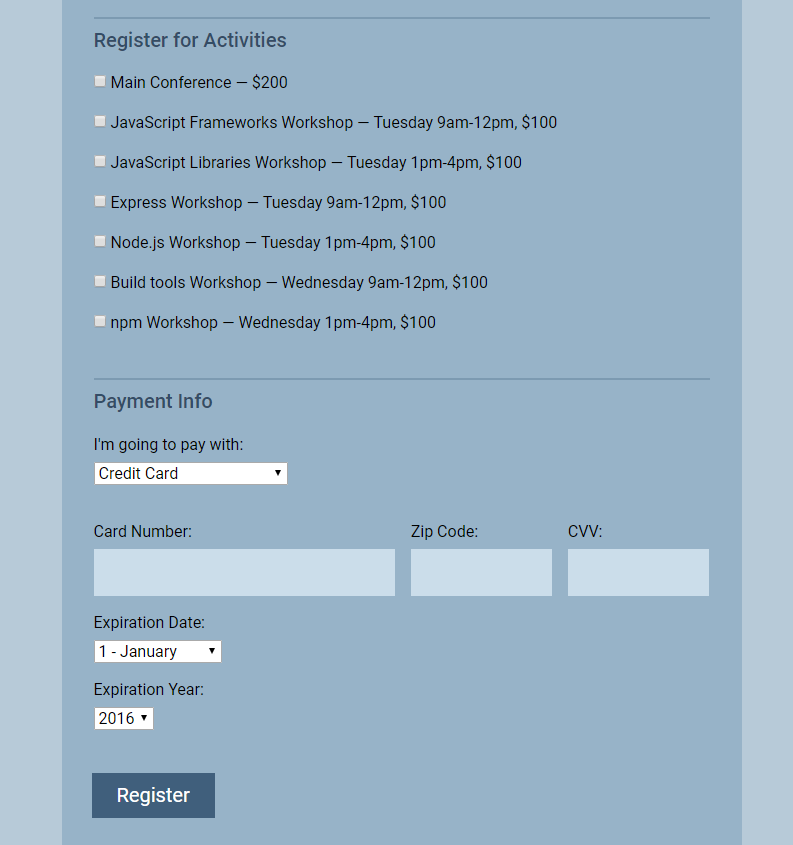 Register for Activities
Main Conference — $200
JavaScript Frameworks Workshop — Tuesday 9am-12pm, $100
JavaScript Libraries Workshop — Tuesday 1pm-4pm, $100
Express Workshop — Tuesday 9am-12pm, $100
Node.js Workshop — Tuesday 1pm-4pm, $100
Build tools Workshop — Wednesday 9am-12pm, $100
npm Workshop — Wednesday 1pm-4pm, $100
Payment Info
I'm going to pay with:
Credit Card
Card Number: Zip Code: CVV:
Expiration Date:
1 - January
Expiration Year:
2016
Register